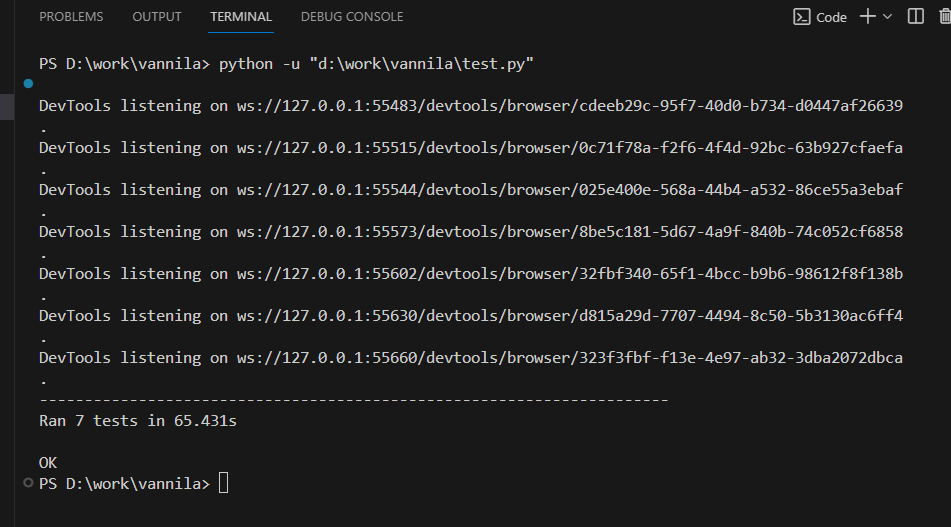 PROBLEMS OUTPUT TERMINAL DEBUG CONSOLE Code
PS D:\work\vannila> python -u "d:\work\vannila\test.py"
DevTools listening on ws://127.0.0.1:55483/devtools/browser/cdeeb29c-95f7-40d0-b734-d0447af26639
.
DevTools listening on ws://127.0.0.1:55515/devtools/browser/0c71f78a-f2f6-4f4d-92bc-63b927cfaefa
.
DevTools listening on ws://127.0.0.1:55544/devtools/browser/025e400e-568a-44b4-a532-86ce55a3ebaf
.
DevTools listening on ws://127.0.0.1:55573/devtools/browser/8be5c181-5d67-4a9f-840b-74c052cf6858
.
DevTools listening on ws://127.0.0.1:55602/devtools/browser/32fbf340-65f1-4bcc-b9b6-98612f8f138b
.
DevTools listening on ws://127.0.0.1:55630/devtools/browser/d815a29d-7707-4494-8c50-5b3130ac6ff4
.
DevTools listening on ws://127.0.0.1:55660/devtools/browser/323f3fbf-f13e-4e97-ab32-3dba2072dbca
.
----------------------------------------------------------------------
Ran 7 tests in 65.431s
OK
PS D:\work\vannila>